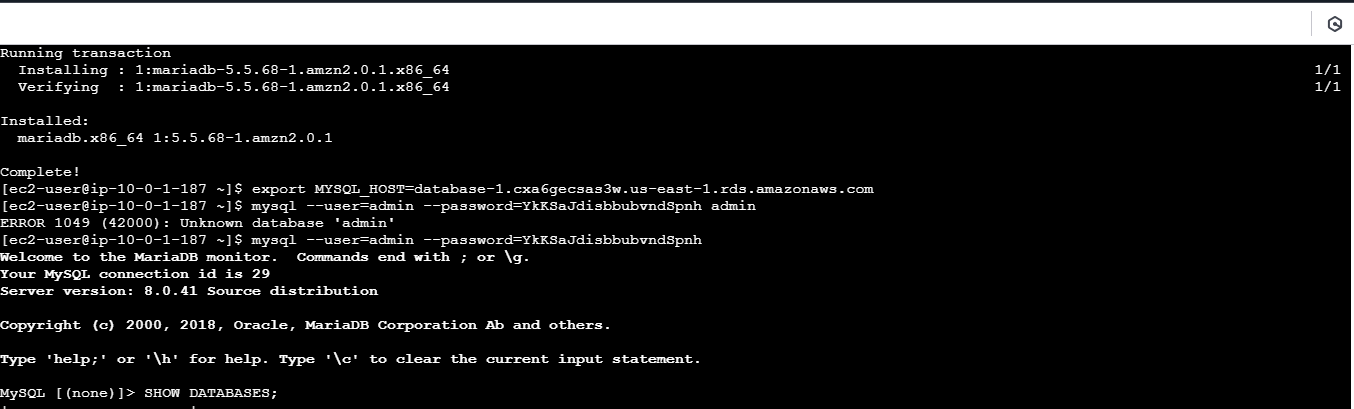 Running transaction
Installing : 1:mariadb-5.5.68-1.amzn2.0.1.x86_64 1/1
Verifying : 1:mariadb-5.5.68-1.amzn2.0.1.x86_64 1/1
Installed:
mariadb.x86_64 1:5.5.68-1.amzn2.0.1
Complete!
[ec2-user@ip-10-0-1-187 ~]$ export MYSQL_HOST=database-1.cxa6gecsas3w.us-east-1.rds.amazonaws.com
[ec2-user@ip-10-0-1-187 ~]$ mysql --user=admin --password=YkKSaJdisbbubvndSpnh admin
ERROR 1049 (42000): Unknown database 'admin'
[ec2-user@ip-10-0-1-187 ~]$ mysql --user=admin --password=YkKSaJdisbbubvndSpnh
Welcome to the MariaDB monitor.  Commands end with ; or \g.
Your MySQL connection id is 29
Server version: 8.0.41 Source distribution
Copyright (c) 2000, 2018, Oracle, MariaDB Corporation Ab and others.
Type 'help;' or '\h' for help. Type '\c' to clear the current input statement.
MySQL [(none)]> SHOW DATABASES;